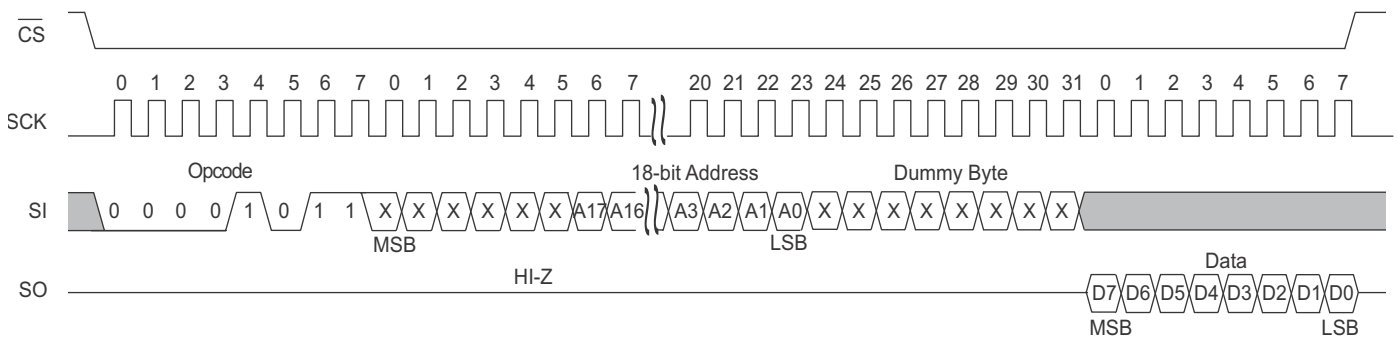 CS
0 1 2 3 4 5 6 7 0 1 2 3 4 5 6 7 20 21 22 23 24 25 26 27 28 29 30 31 0 1 2 3 4 5 6 7
SCK
Opcode 18-bit Address Dummy Byte
SI 0 0 0 0 1 0 1 1 X X X X X X A17 A16 A3 A2 A1 A0 X X X X X X X X
MSB LSB
HI-Z Data
SO D7 D6 D5 D4 D3 D2 D1 D0
MSB LSB